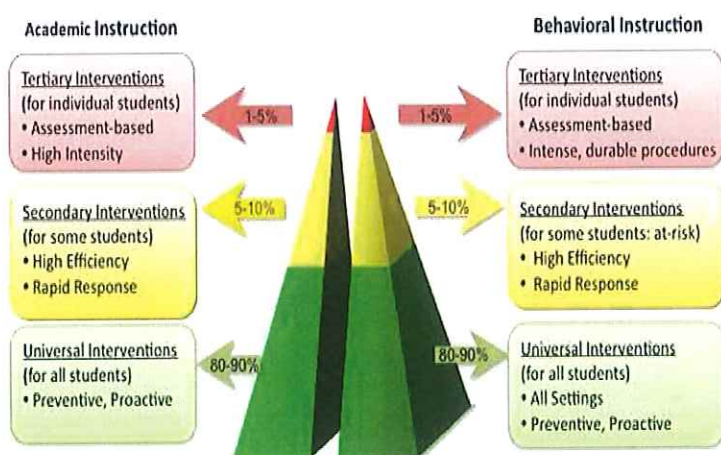 Academic Instruction
Behavioral Instruction
Tertiary Interventions
(for individual students)
• Assessment-based
• High Intensity
1-5%
1-5%
Tertiary Interventions
(for individual students)
• Assessment-based
• Intense, durable procedures
Secondary Interventions
(for some students)
• High Efficiency
• Rapid Response
5-10%
5-10%
Secondary Interventions
(for some students: at-risk)
• High Efficiency
• Rapid Response
Universal Interventions
(for all students)
• Preventive, Proactive
80-90%
80-90%
Universal Interventions
(for all students)
• All Settings
• Preventive, Proactive